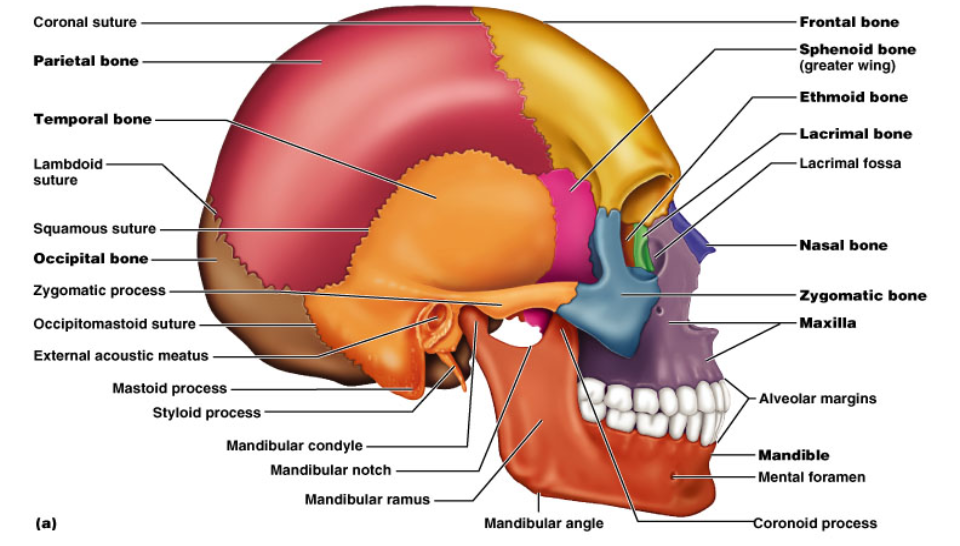 Coronal suture
Parietal bone
Temporal bone
Lambdoid
suture
Squamous suture
Occipital bone
Zygomatic process
Occipitomastoid suture
External acoustic meatus
Mastoid process
Styloid process
Mandibular condyle
Mandibular notch
Mandibular ramus
Mandibular angle
(a)
Frontal bone
Sphenoid bone
(greater wing)
Ethmoid bone
Lacrimal bone
Lacrimal fossa
Nasal bone
Zygomatic bone
Maxilla
Alveolar margins
Mandible
Mental foramen
Coronoid process